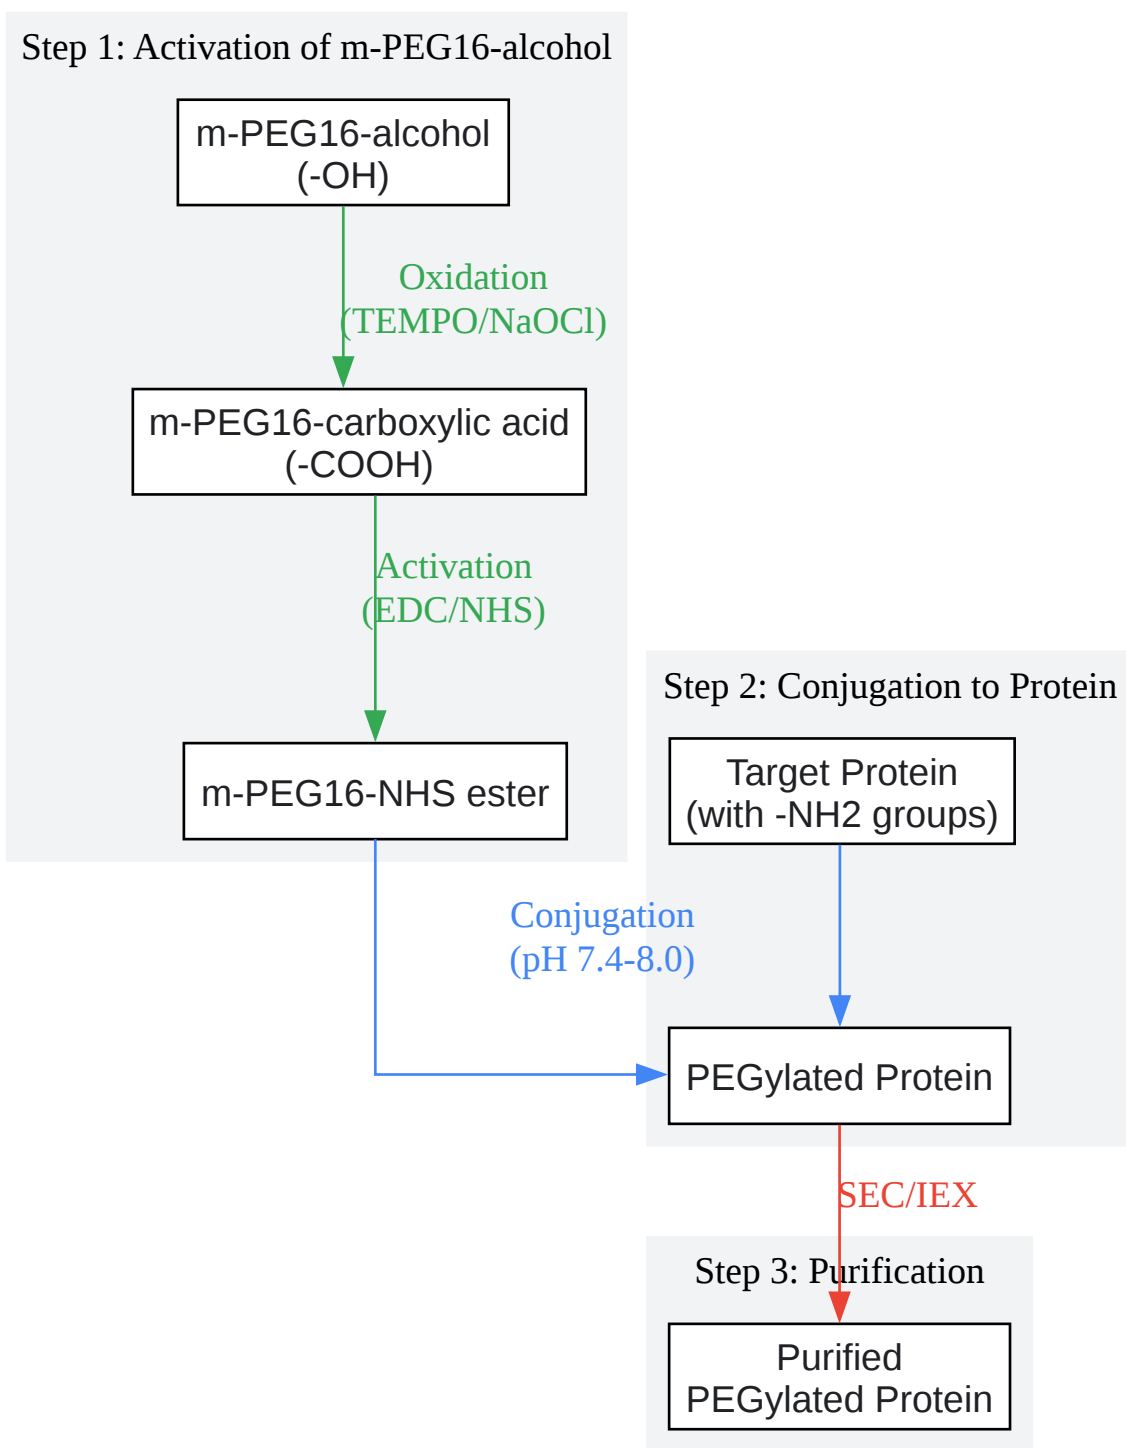 Step 1: Activation of m-PEG16-alcohol
m-PEG16-alcohol
(-OH)
Oxidation
(TEMPO/NaOCl)
m-PEG16-carboxylic acid
(-COOH)
Activation
(EDC/NHS)
m-PEG16-NHS ester
Step 2: Conjugation to Protein
Target Protein
(with -NH2 groups)
Conjugation
(pH 7.4-8.0)
PEGylated Protein
SEC/IEX
Step 3: Purification
Purified
PEGylated Protein